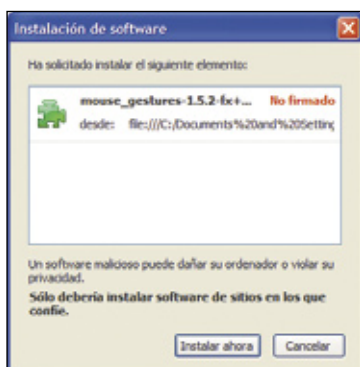 Instalación de software
Ha solicitado instalar el siguiente elemento:
mouse_gestures-1.5.2-fx+... No firmado
desde: file:///C:/Documents%20and%20Setting
Un software malicioso puede dañar su ordenador o violar su
privacidad.
Sólo debería instalar software de sitios en los que
confíe.
Instalar ahora Cancelar